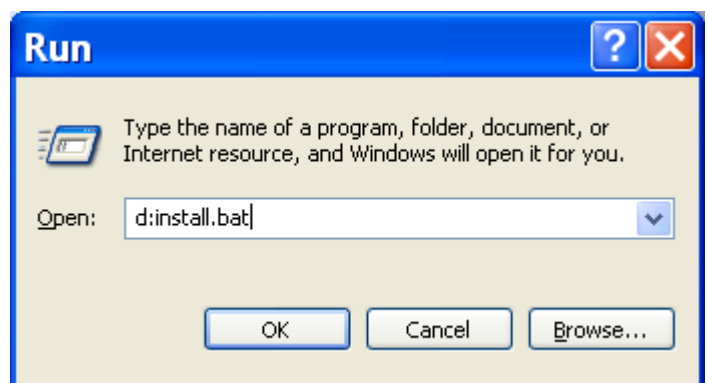 Run
Type the name of a program, folder, document, or
Internet resource, and Windows will open it for you.
Open: d:install.bat
OK Cancel Browse...